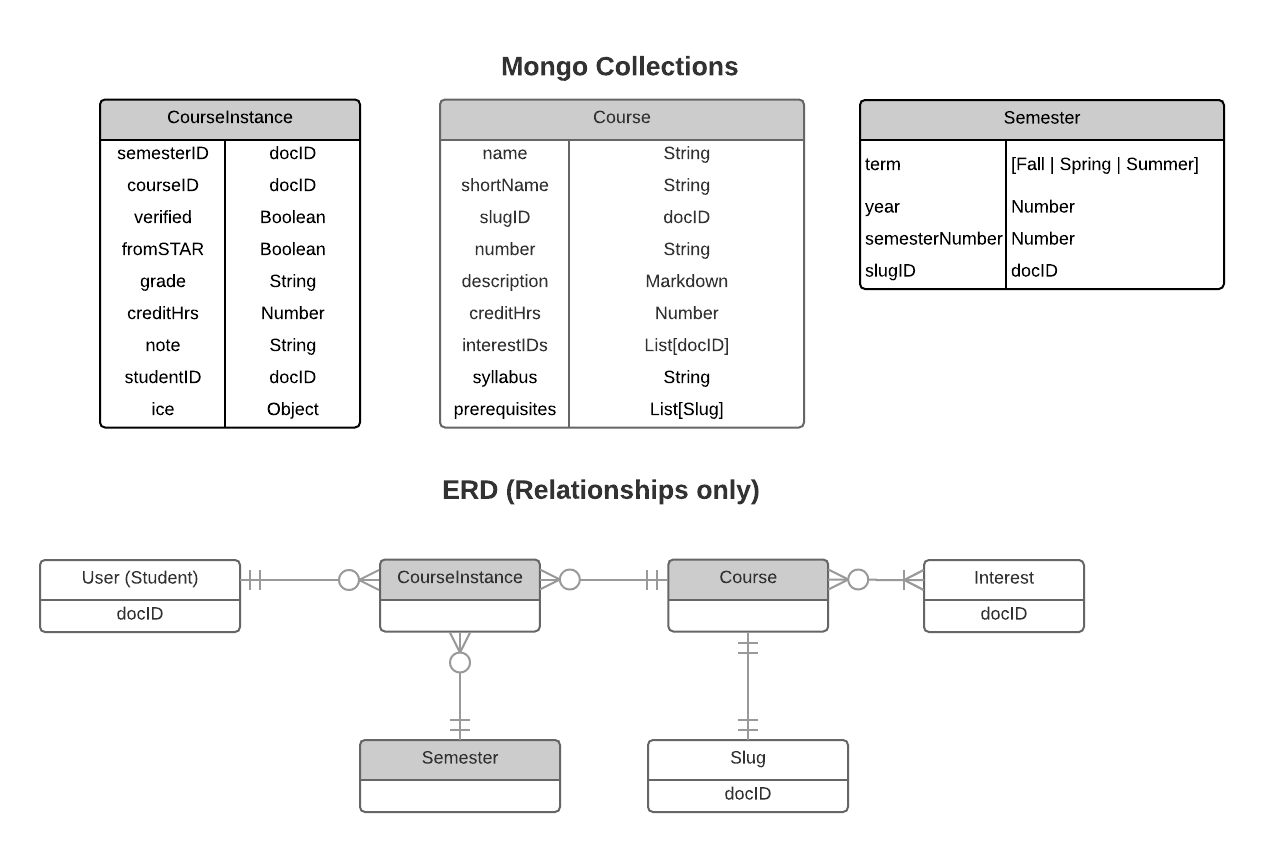 Mongo Collections
CourseInstance
semesterID docID
courseID docID
verified Boolean
fromSTAR Boolean
grade String
creditHrs Number
note String
studentID docID
ice Object
Course
name String
shortName String
slugID docID
number String
description Markdown
creditHrs Number
interestIDs List[docID]
syllabus String
prerequisites List[Slug]
Semester
term [Fall | Spring | Summer]
year Number
semesterNumber Number
slugID docID
ERD (Relationships only)
User (Student)
docID
CourseInstance
Course
Interest
docID
Semester
Slug
docID